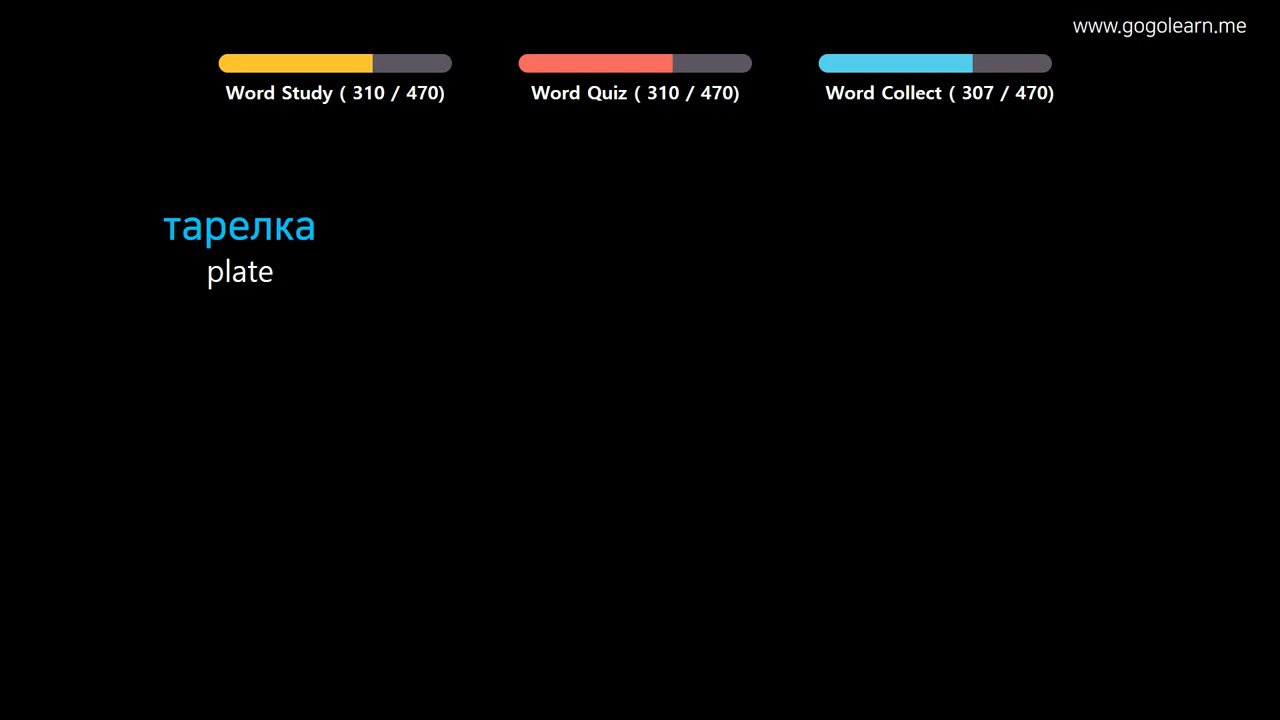 www.gogolearn.me
Word Study ( 310 / 470)
Word Quiz ( 310 / 470)
Word Collect ( 307 / 470)
тарелка
plate